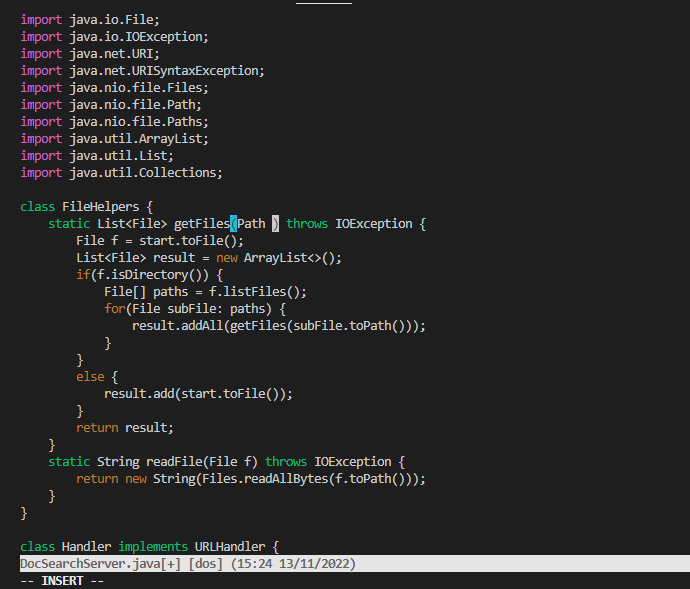 import java.io.File;
import java.io.IOException;
import java.net.URI;
import java.net.URISyntaxException;
import java.nio.file.Files;
import java.nio.file.Path;
import java.nio.file.Paths;
import java.util.ArrayList;
import java.util.List;
import java.util.Collections;

class FileHelpers {
    static List<File> getFiles(Path ) throws IOException {
        File f = start.toFile();
        List<File> result = new ArrayList<>();
        if(f.isDirectory()) {
            File[] paths = f.listFiles();
            for(File subFile: paths) {
                result.addAll(getFiles(subFile.toPath()));
            }
        }
        else {
            result.add(start.toFile());
        }
        return result;
    }
    static String readFile(File f) throws IOException {
        return new String(Files.readAllBytes(f.toPath()));
    }
}

class Handler implements URLHandler {
DocSearchServer.java[+] [dos] (15:24 13/11/2022)
-- INSERT --